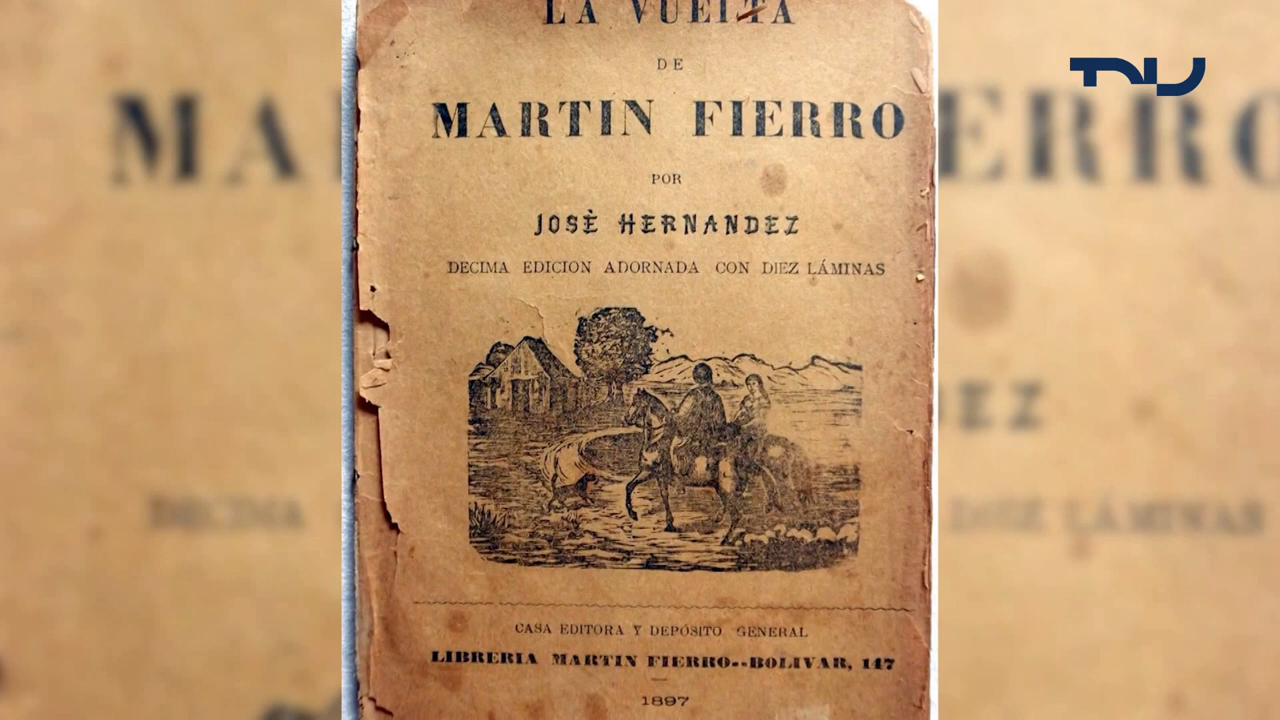 LA VUELTA
DE
MARTIN FIERRO
POR
JOSÈ HERNANDEZ
DECIMA EDICION ADORNADA CON DIEZ LÁMINAS
CASA EDITORA Y DEPÓSITO GENERAL
LIBRERIA MARTIN FIERRO--BOLIVAR, 147
1897